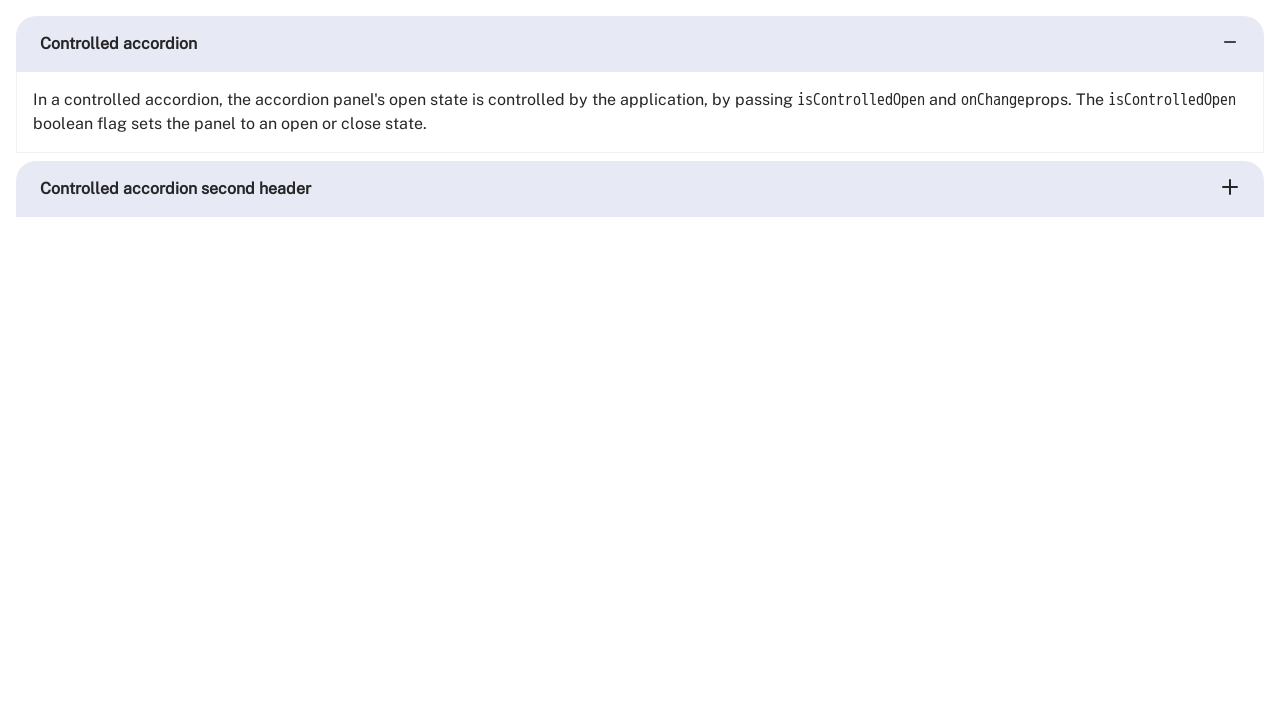 Controlled accordion
In a controlled accordion, the accordion panel's open state is controlled by the application, by passing isControlledOpen and onChangeprops. The isControlledOpen
boolean flag sets the panel to an open or close state.
Controlled accordion second header